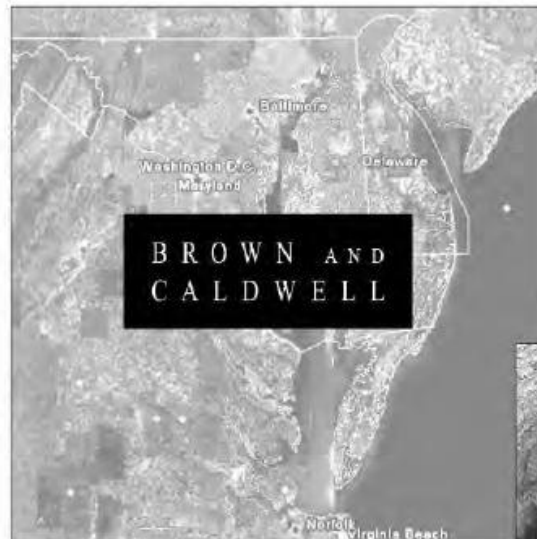 Baltimore
Washington D.C.
Delaware
Maryland
BROWN AND
CALDWELL
Norfolk
Virginia Beach